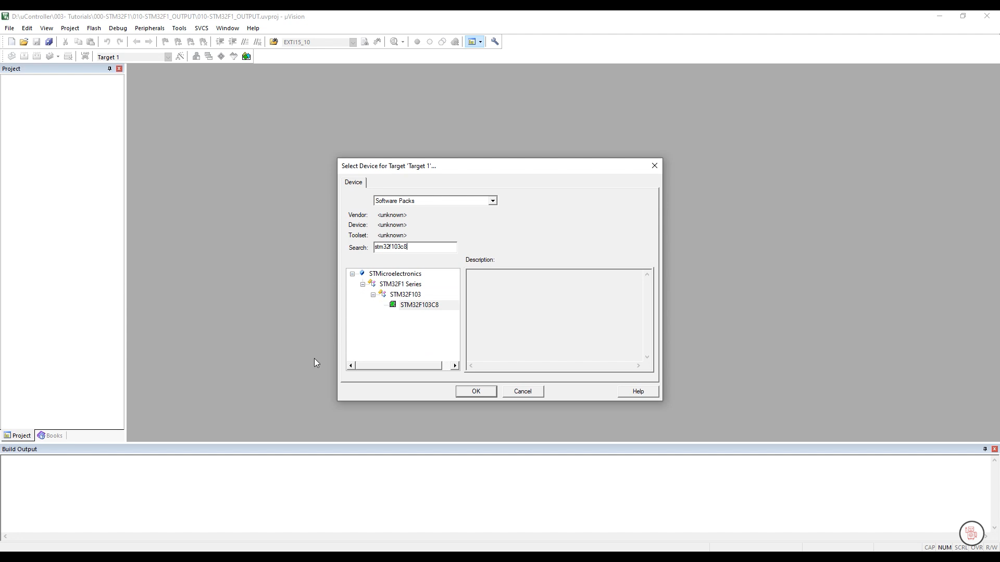 D:\uController\003- Tutorials\000-STM32F1\010-STM32F1_OUTPUT\010-STM32F1_OUTPUT.uvproj - µVision
File Edit View Project Flash Debug Peripherals Tools SVCS Window Help
EXTI15_10
LOAD Target 1
Project
Select Device for Target 'Target 1'...
Device
Software Packs
Vendor: <unknown>
Device: <unknown>
Toolset: <unknown>
Search: stm32f103c8
Description:
STMicroelectronics
STM32F1 Series
STM32F103
STM32F103C8
OK Cancel Help
Project Books
Build Output
CAP NUM SCRL OVR R/W